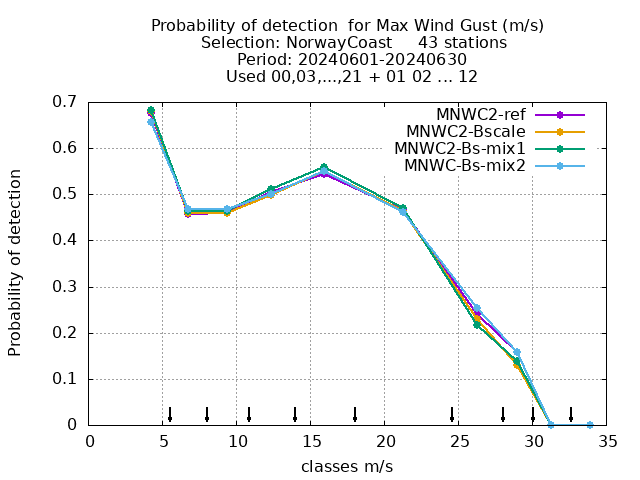 Probability of detection  for Max Wind Gust (m/s)
Selection: NorwayCoast     43 stations
Period: 20240601-20240630
Used 00,03,...,21 + 01 02 ... 12
MNWC2-ref
MNWC2-Bscale
MNWC2-Bs-mix1
MNWC-Bs-mix2
Probability of detection
0.7
0.6
0.5
0.4
0.3
0.2
0.1
0
0 5 10 15 20 25 30 35
classes m/s